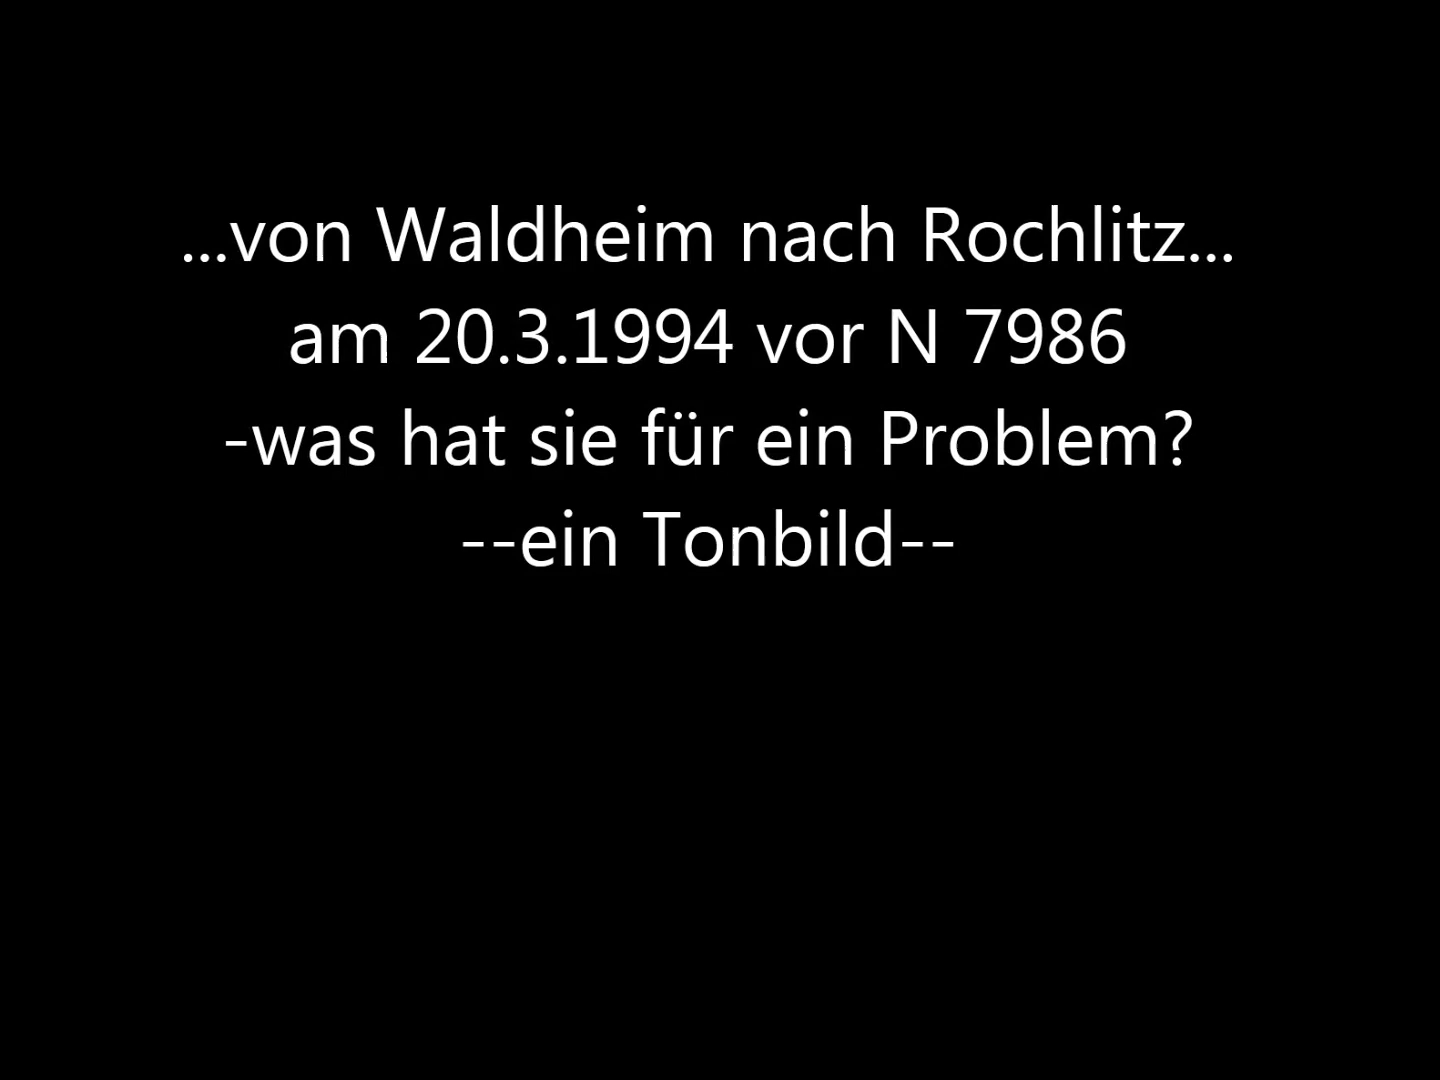 ...von Waldheim nach Rochlitz...
am 20.3.1994 vor N 7986
-was hat sie für ein Problem?
--ein Tonbild--